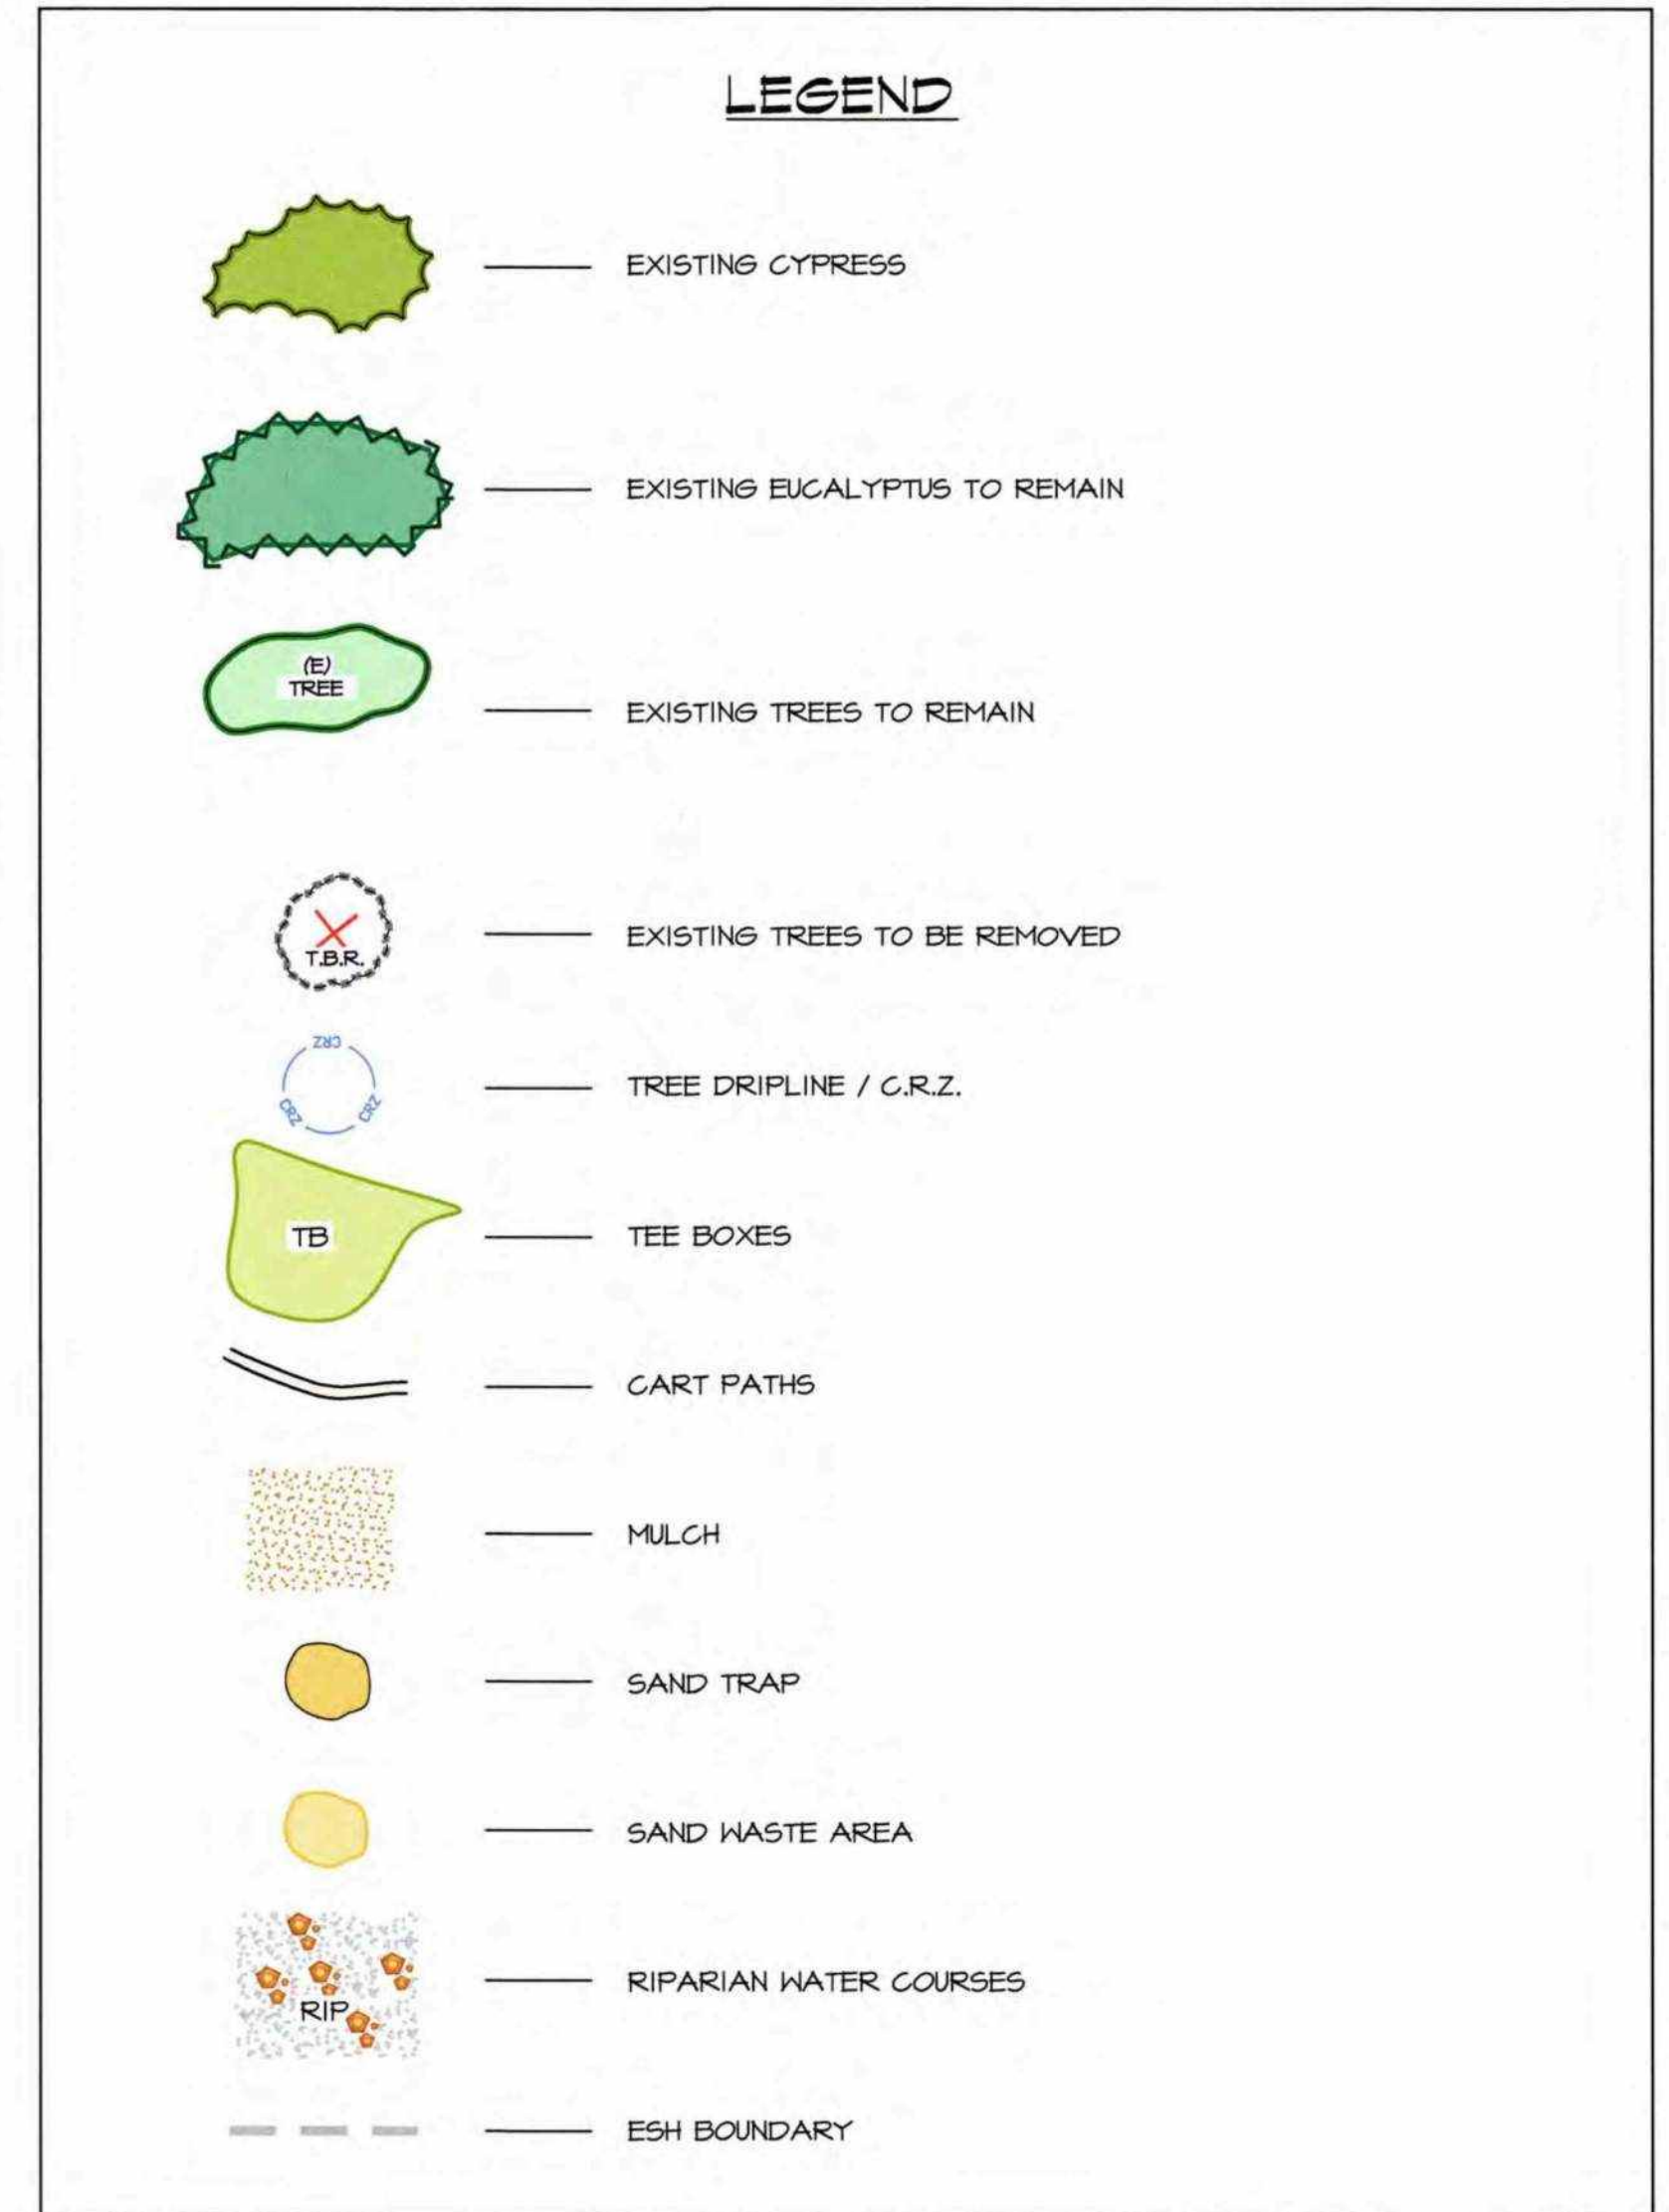 LEGEND
EXISTING CYPRESS
EXISTING EUCALYPTUS TO REMAIN
(E)
TREE
EXISTING TREES TO REMAIN
T.B.R.
EXISTING TREES TO BE REMOVED
CRZ
CRZ
CRZ
TREE DRIPLINE / C.R.Z.
TB
TEE BOXES
CART PATHS
MULCH
SAND TRAP
SAND WASTE AREA
RIP
RIPARIAN WATER COURSES
ESH BOUNDARY